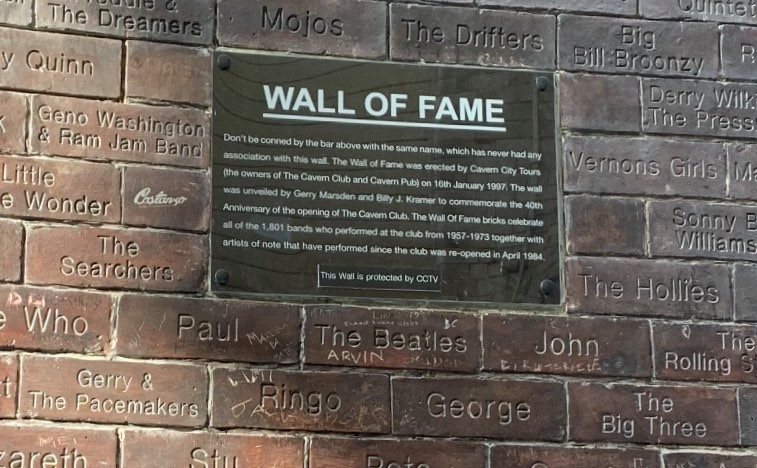 The Dreamers
Mojos
The Drifters
Quintet
Big
Bill Broonzy
y Quinn
WALL OF FAME
Don't be conned by the bar above with the same name, which has never had any
association with this wall. The Wall of Fame was erected by Cavern City Tours
(the owners of The Cavern Club and Cavern Pub) on 16th January 1997. The wall
was unveiled by Gerry Marsden and Billy J. Kramer to commemorate the 40th
Anniversary of the opening of The Cavern Club. The Wall Of Fame bricks celebrate
all of the 1,801 bands who performed at the club from 1957-1973 together with
artists of note that have performed since the club was re-opened in April 1984.
This Wall is protected by CCTV
Derry Wilk
The Press
Geno Washington
& Ram Jam Band
Vernons Girls
Ma
Little
e Wonder
Costanzo
Sonny B
Williams
The
Searchers
The Hollies
e Who
Paul
The Beatles
ARVIN
John
The
Rolling S
Gerry &
The Pacemakers
Ringo
George
The
Big Three
zareth
Stu
Pete